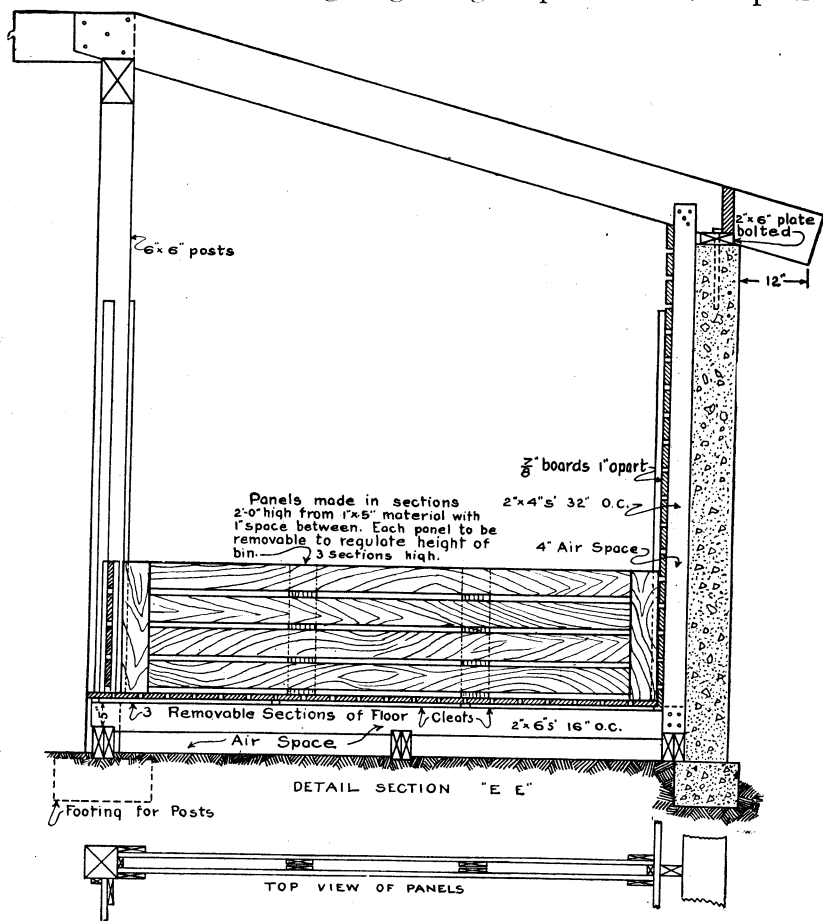 2"x 6" plate
bolted
12"
6"x 6" posts
7/8" boards 1" apart
2"x 4"s' 32" O.C.
4" Air Space
Panels made in sections
2'-0" high from 1"x 5" material with
1" space between. Each panel to be
removable to regulate height of
bin. 3 sections high.
5"
3 Removable Sections of Floor
Cleats
2"x 6"s' 16" O.C.
Air Space
DETAIL SECTION "E E"
Footing for Posts
TOP VIEW OF PANELS